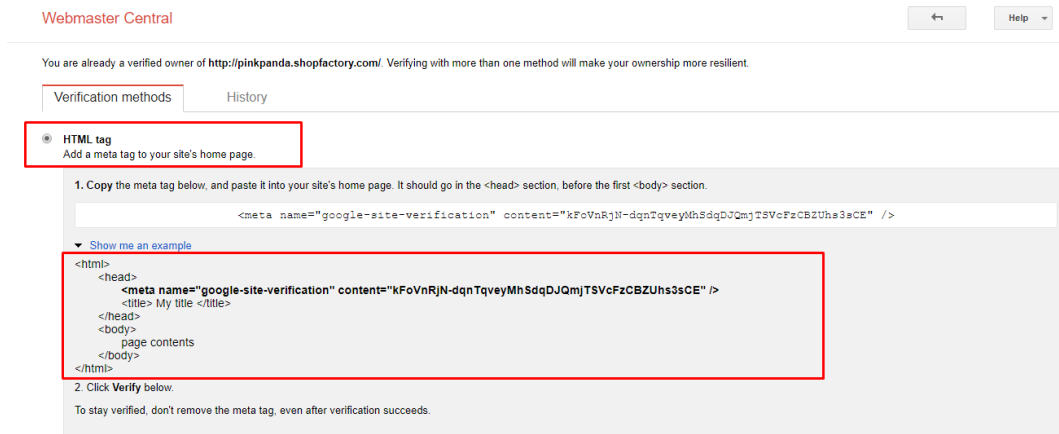 Webmaster Central
Help
You are already a verified owner of http://pinkpanda.shopfactory.com/. Verifying with more than one method will make your ownership more resilient.
Verification methods
History
HTML tag
Add a meta tag to your site's home page.
1. Copy the meta tag below, and paste it into your site's home page. It should go in the <head> section, before the first <body> section.
<meta name="google-site-verification" content="kFoVnRjN-dqnTqveyMhSdqDJQmjTSVcFzCBZUhs3sCE" />
Show me an example
<html>
<head>
<meta name="google-site-verification" content="kFoVnRjN-dqnTqveyMhSdqDJQmjTSVcFzCBZUhs3sCE" />
<title> My title </title>
</head>
<body>
page contents
</body>
</html>
2. Click Verify below.
To stay verified, don't remove the meta tag, even after verification succeeds.